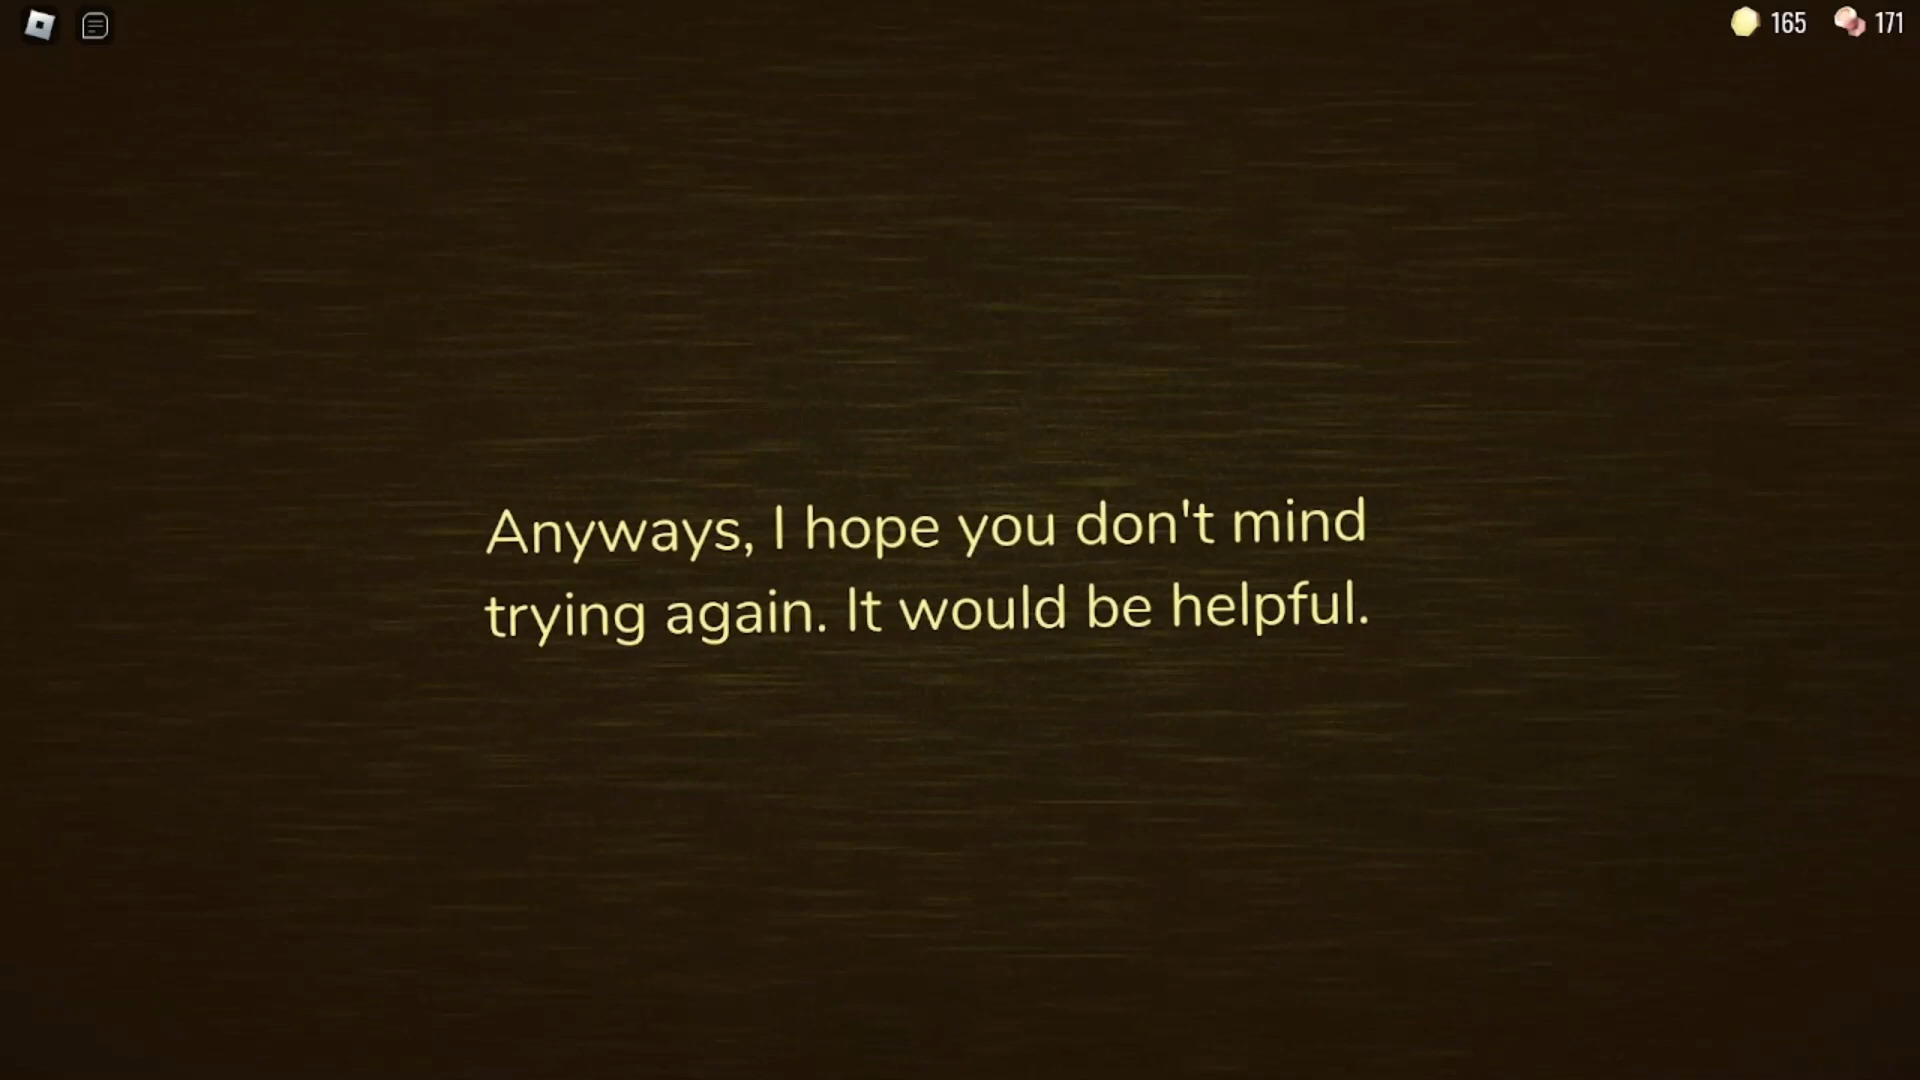 165 171
Anyways, I hope you don't mind
trying again. It would be helpful.